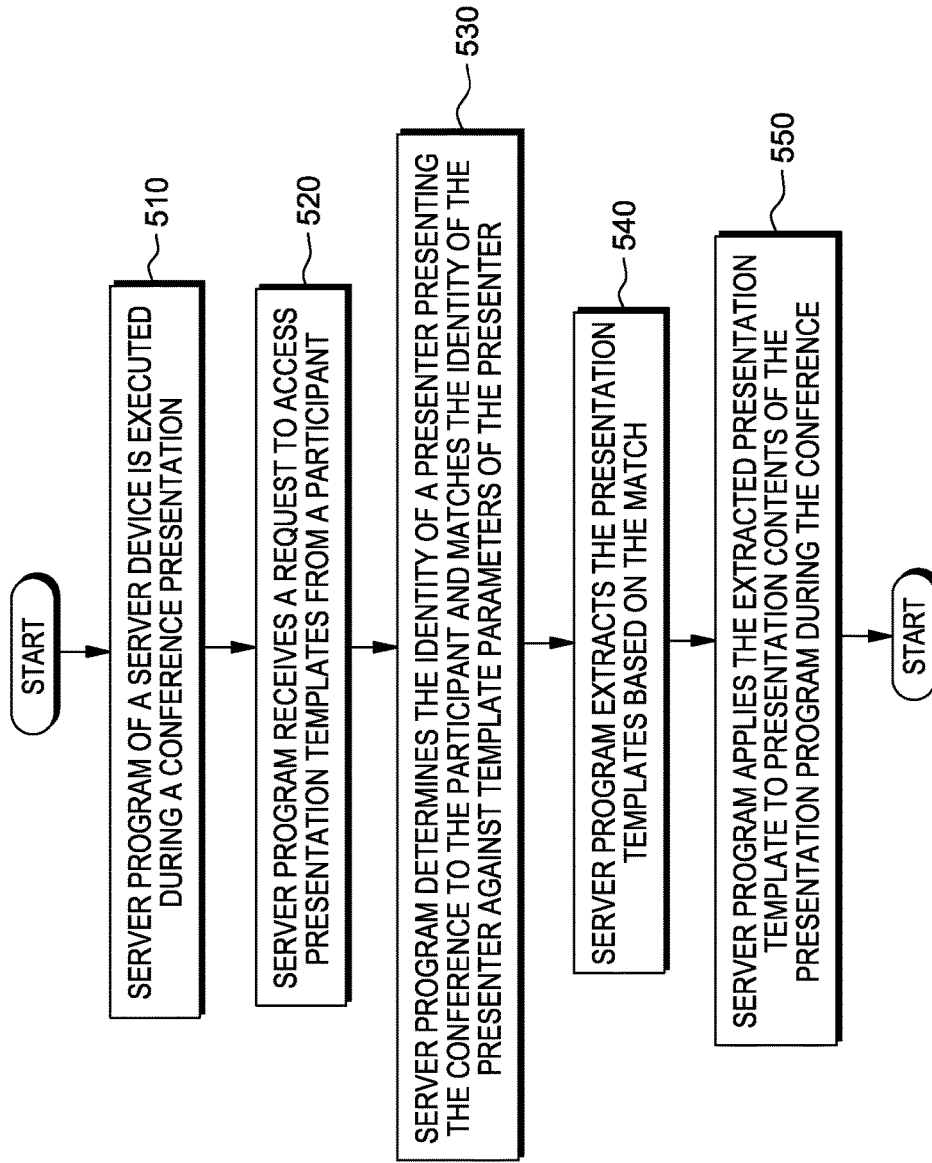 START
SERVER PROGRAM OF A SERVER DEVICE IS EXECUTED
DURING A CONFERENCE PRESENTATION
510
SERVER PROGRAM RECEIVES A REQUEST TO ACCESS
PRESENTATION TEMPLATES FROM A PARTICIPANT
520
SERVER PROGRAM DETERMINES THE IDENTITY OF A PRESENTER PRESENTING
THE CONFERENCE TO THE PARTICIPANT AND MATCHES THE IDENTITY OF THE
PRESENTER AGAINST TEMPLATE PARAMETERS OF THE PRESENTER
530
SERVER PROGRAM EXTRACTS THE PRESENTATION
TEMPLATES BASED ON THE MATCH
540
SERVER PROGRAM APPLIES THE EXTRACTED PRESENTATION
TEMPLATE TO PRESENTATION CONTENTS OF THE
PRESENTATION PROGRAM DURING THE CONFERENCE
550
START